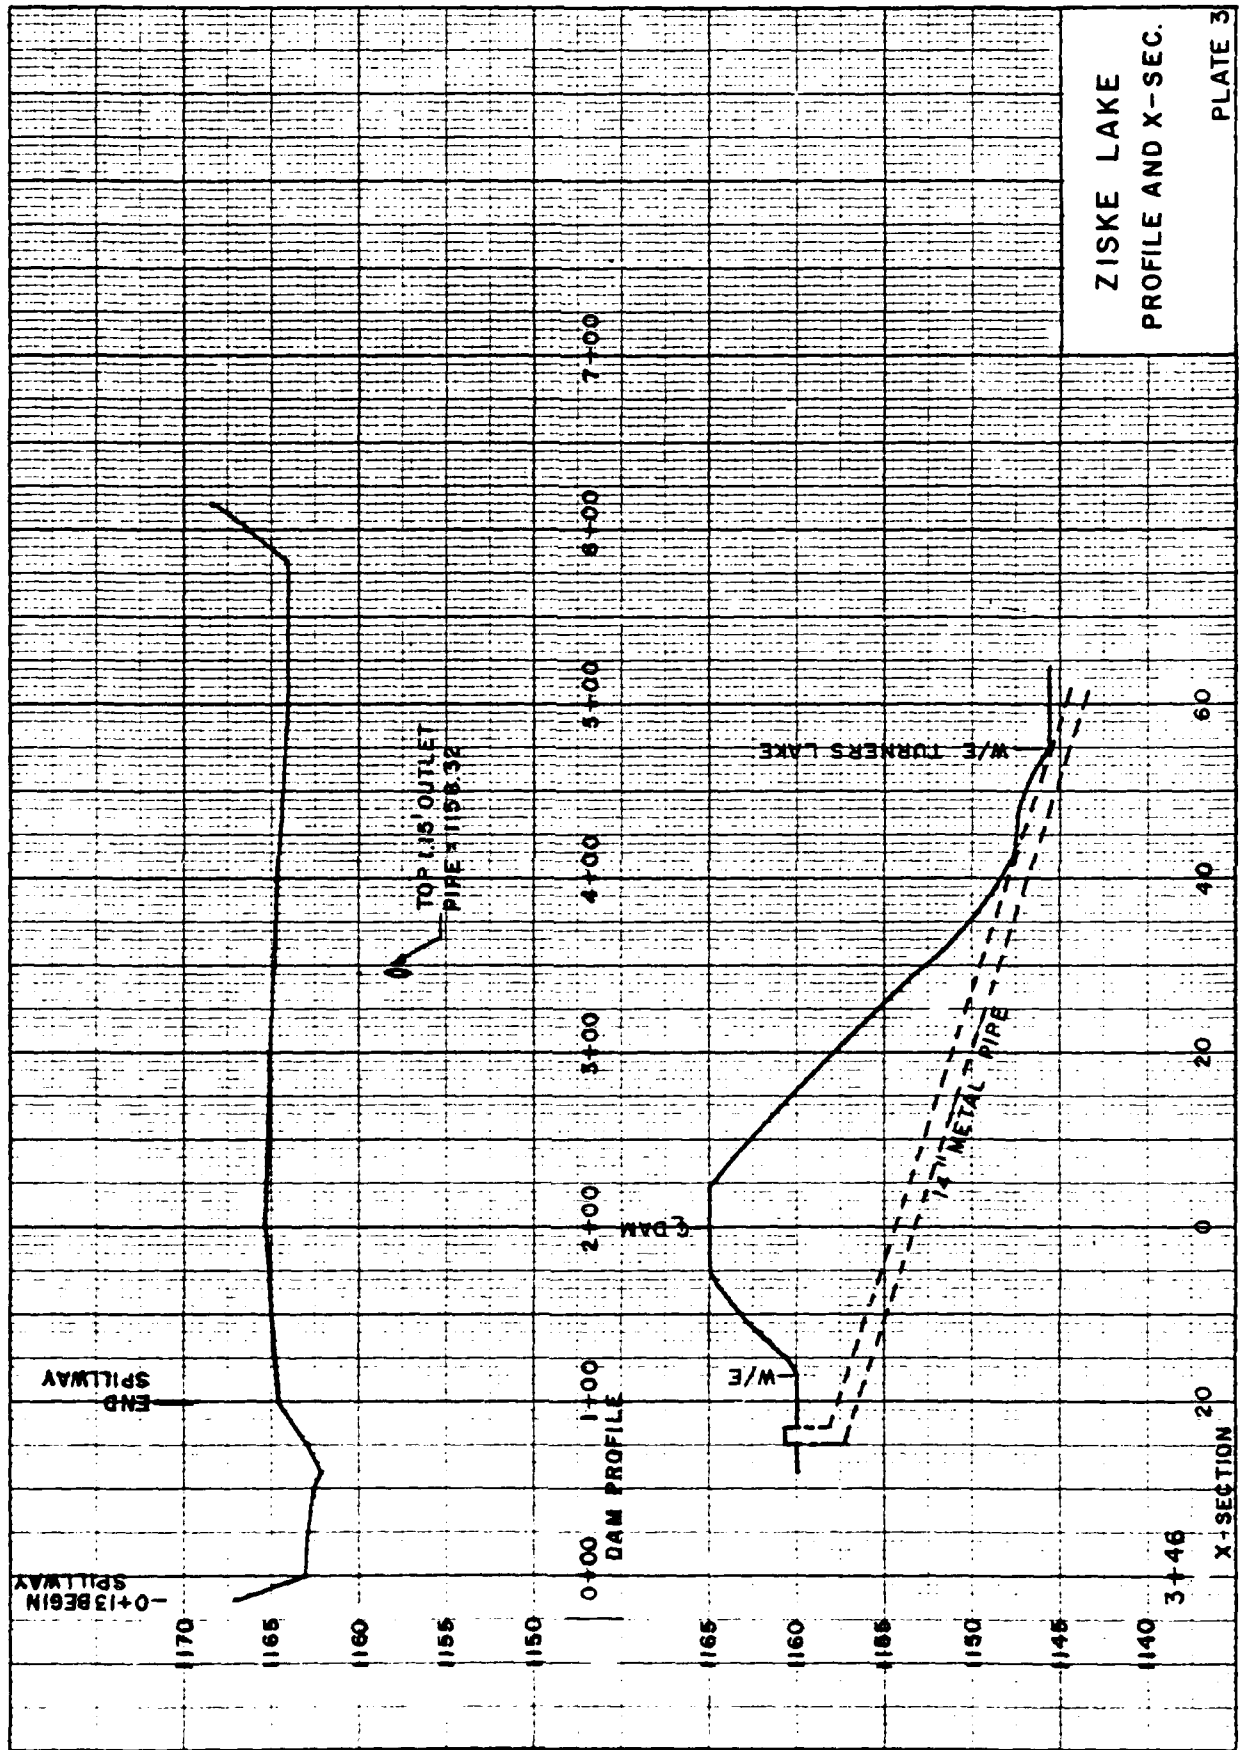 -0+13 BEGIN
SPILLWAY
END
SPILLWAY
1170
1165
1160
1155
1150
TOP 1.15' OUTLET
PIPE = 1158.32
0+00 1+00 2+00 3+00 4+00 5+00 6+00 7+00
DAM PROFILE
℄ DAM
W/E
W/E TURNERS LAKE
14" METAL PIPE
1165
1160
1155
1150
1145
1140
3+46
20 0 20 40 60
X-SECTION
ZISKE LAKE
PROFILE AND X-SEC.
PLATE 3